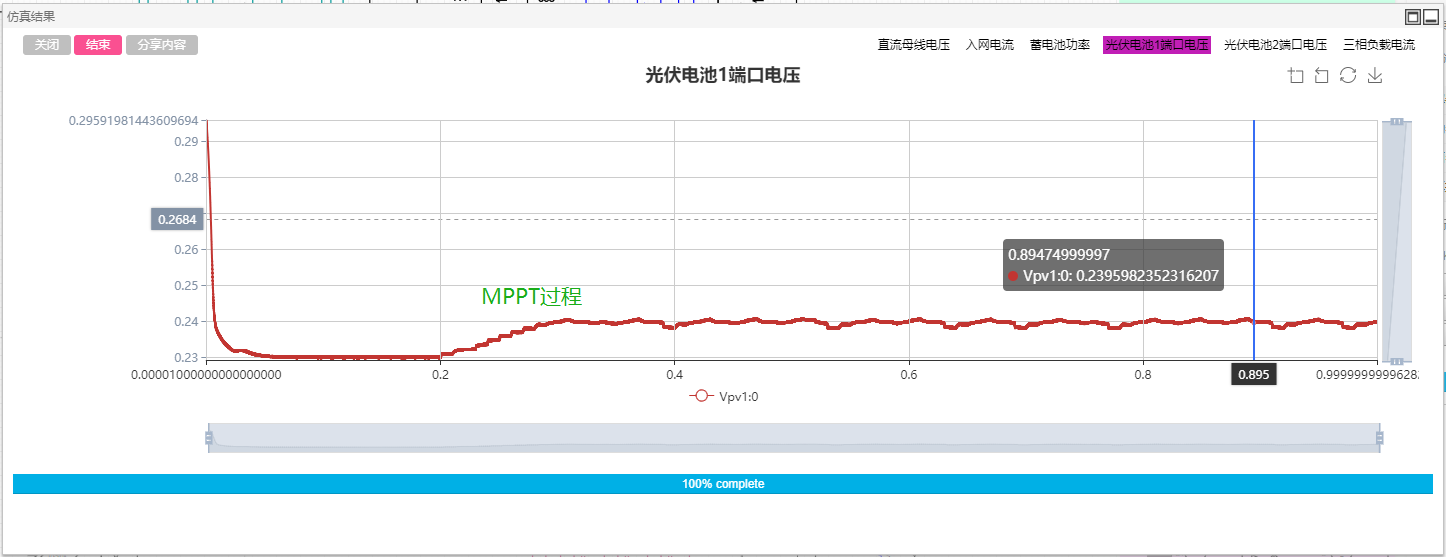 仿真结果
关闭 结束 分享内容
直流母线电压 入网电流 蓄电池功率 光伏电池1端口电压 光伏电池2端口电压 三相负载电流
光伏电池1端口电压
0.29591981443609694
0.29
0.28
0.2684
0.26
0.25
0.24
0.23
0.89474999997
Vpv1:0: 0.2395982352316207
MPPT过程
0.00001000000000000000 0.2 0.4 0.6 0.8 0.895 0.9999999999628
Vpv1:0
100% complete